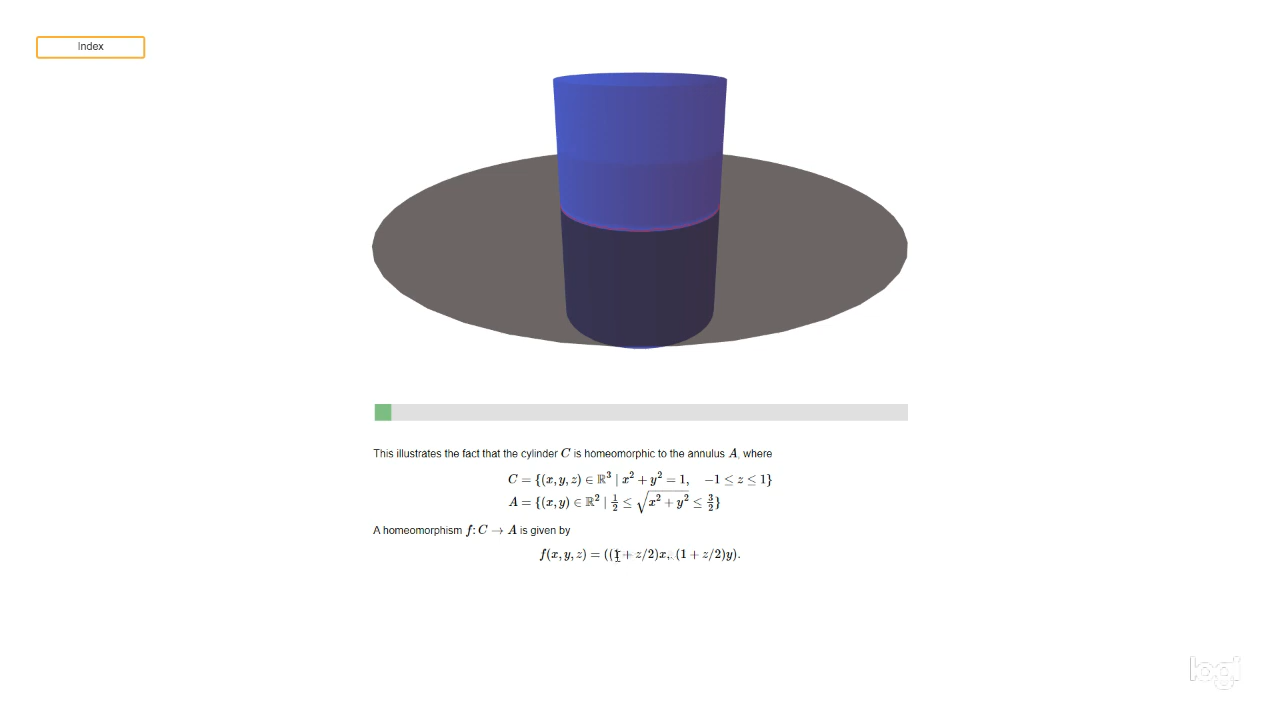 Index
This illustrates the fact that the cylinder C is homeomorphic to the annulus A, where
C = {(x, y, z) ∈ ℝ³ | x² + y² = 1, −1 ≤ z ≤ 1}
A = {(x, y) ∈ ℝ² | 1/2 ≤ √(x² + y²) ≤ 3/2}
A homeomorphism f: C → A is given by
f(x, y, z) = ((1 + z/2)x, (1 + z/2)y).
logi